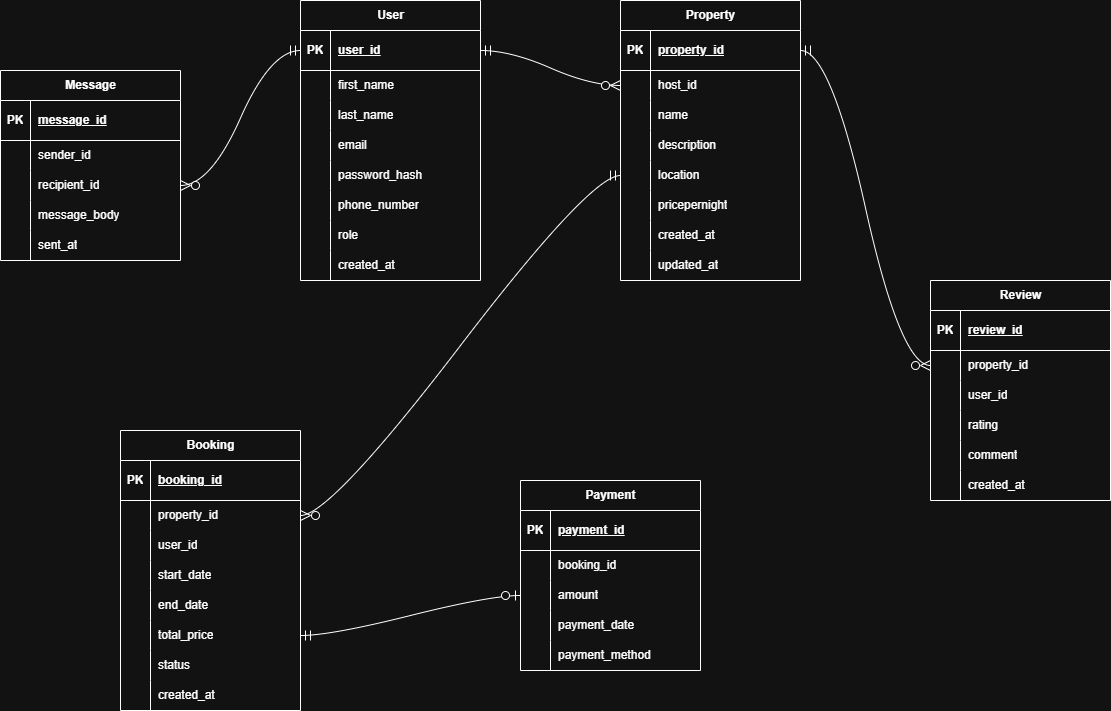 User
PK user_id
first_name
last_name
email
password_hash
phone_number
role
created_at
Property
PK property_id
host_id
name
description
location
pricepernight
created_at
updated_at
Message
PK message_id
sender_id
recipient_id
message_body
sent_at
Review
PK review_id
property_id
user_id
rating
comment
created_at
Booking
PK booking_id
property_id
user_id
start_date
end_date
total_price
status
created_at
Payment
PK payment_id
booking_id
amount
payment_date
payment_method